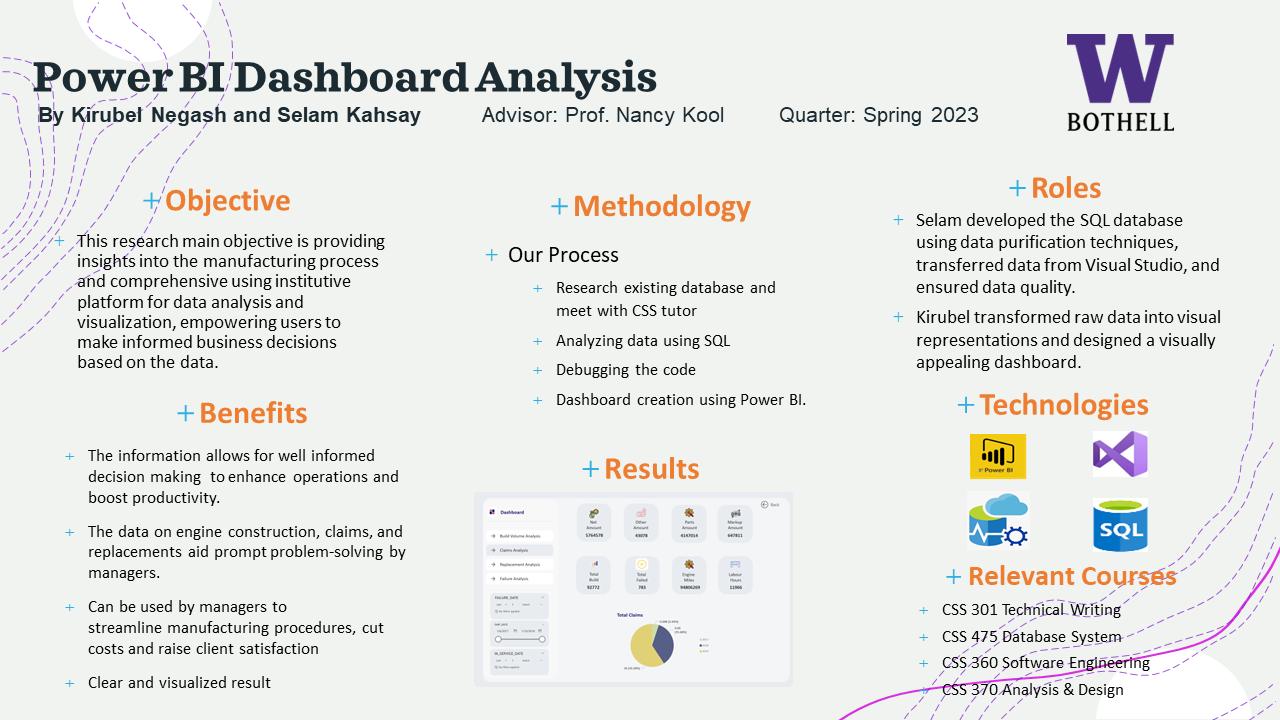 Power BI Dashboard Analysis
By Kirubel Negash and Selam Kahsay Advisor: Prof. Nancy Kool Quarter: Spring 2023
W
BOTHELL
+ Objective
+ This research main objective is providing
insights into the manufacturing process
and comprehensive using institutive
platform for data analysis and
visualization, empowering users to
make informed business decisions
based on the data.
+ Benefits
+ The information allows for well informed
decision making to enhance operations and
boost productivity.
+ The data on engine construction, claims, and
replacements aid prompt problem-solving by
managers.
+ Can be used by managers to
streamline manufacturing procedures, cut
costs and raise client satisfaction
+ Clear and visualized result
+ Methodology
+ Our Process
+ Research existing database and
meet with CSS tutor
+ Analyzing data using SQL
+ Debugging the code
+ Dashboard creation using Power BI.
+ Results
Dashboard
Back
Build Volume Analysis
Claims Analysis
Replacement Analysis
Failure Analysis
Net
Amount
5764578
Other
Amount
43078
Parts
Amount
4147014
Markup
Amount
647811
Total
Build
92772
Total
Failed
783
Engine
Miles
94806269
Labour
Hours
11966
FAILURE_DATE
IN_SERVICE_DATE
Total Claims
+ Roles
+ Selam developed the SQL database
using data purification techniques,
transferred data from Visual Studio, and
ensured data quality.
+ Kirubel transformed raw data into visual
representations and designed a visually
appealing dashboard.
+ Technologies
Power BI
SQL
+ Relevant Courses
+ CSS 301 Technical Writing
+ CSS 475 Database System
+ CSS 360 Software Engineering
+ CSS 370 Analysis & Design